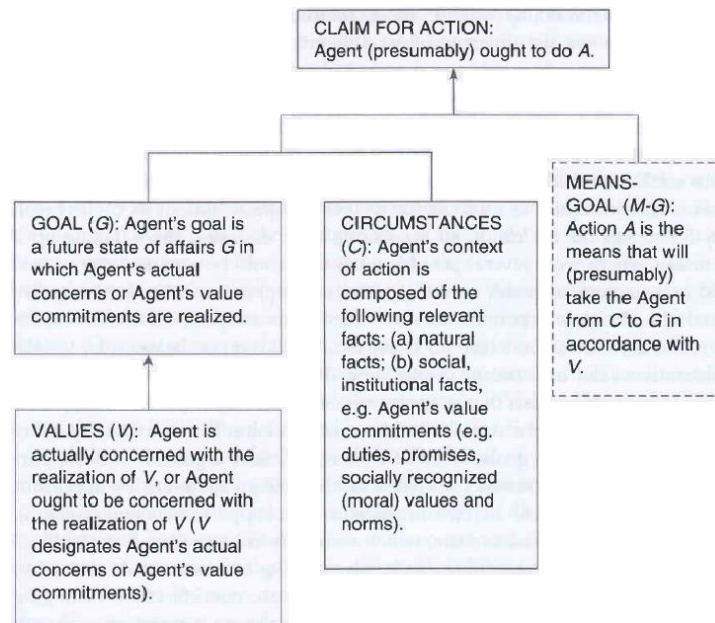 CLAIM FOR ACTION:
Agent (presumably) ought to do A.
GOAL (G): Agent's goal is
a future state of affairs G in
which Agent's actual
concerns or Agent's value
commitments are realized.
CIRCUMSTANCES
(C): Agent's context
of action is
composed of the
following relevant
facts: (a) natural
facts; (b) social,
institutional facts,
e.g. Agent's value
commitments (e.g.
duties, promises,
socially recognized
(moral) values and
norms).
MEANS-
GOAL (M-G):
Action A is the
means that will
(presumably)
take the Agent
from C to G in
accordance with
V.
VALUES (V): Agent is
actually concerned with the
realization of V, or Agent
ought to be concerned with
the realization of V (V
designates Agent's actual
concerns or Agent's value
commitments).